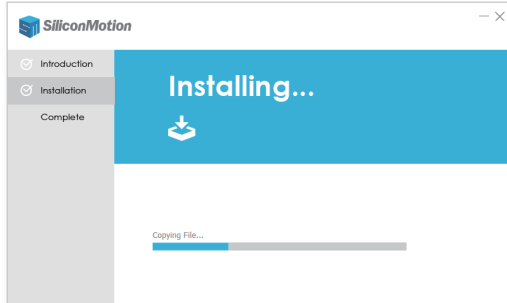 SiliconMotion
Introduction
Installation
Complete
Installing...
Copying File...